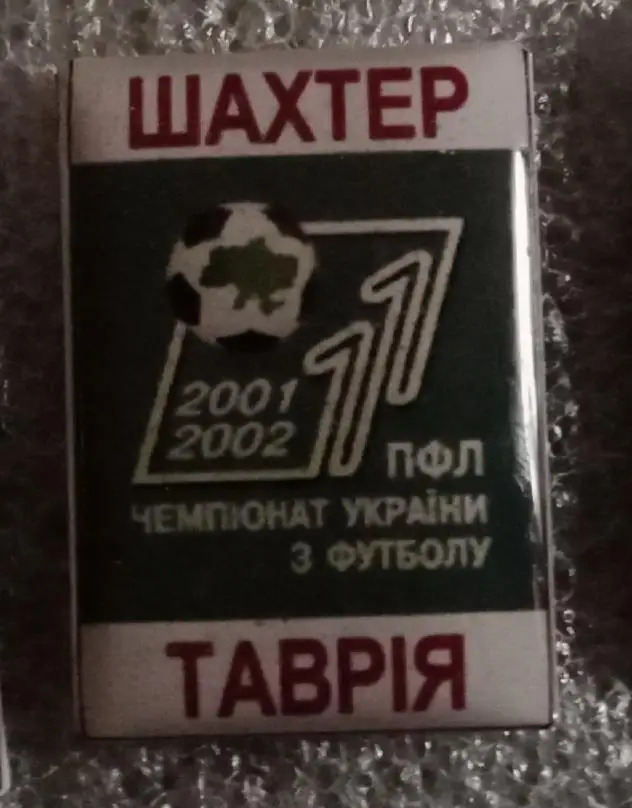 ШАХТЕР
11
2001
2002
ПФЛ
ЧЕМПІОНАТ УКРАЇНИ
З ФУТБОЛУ
ТАВРІЯ